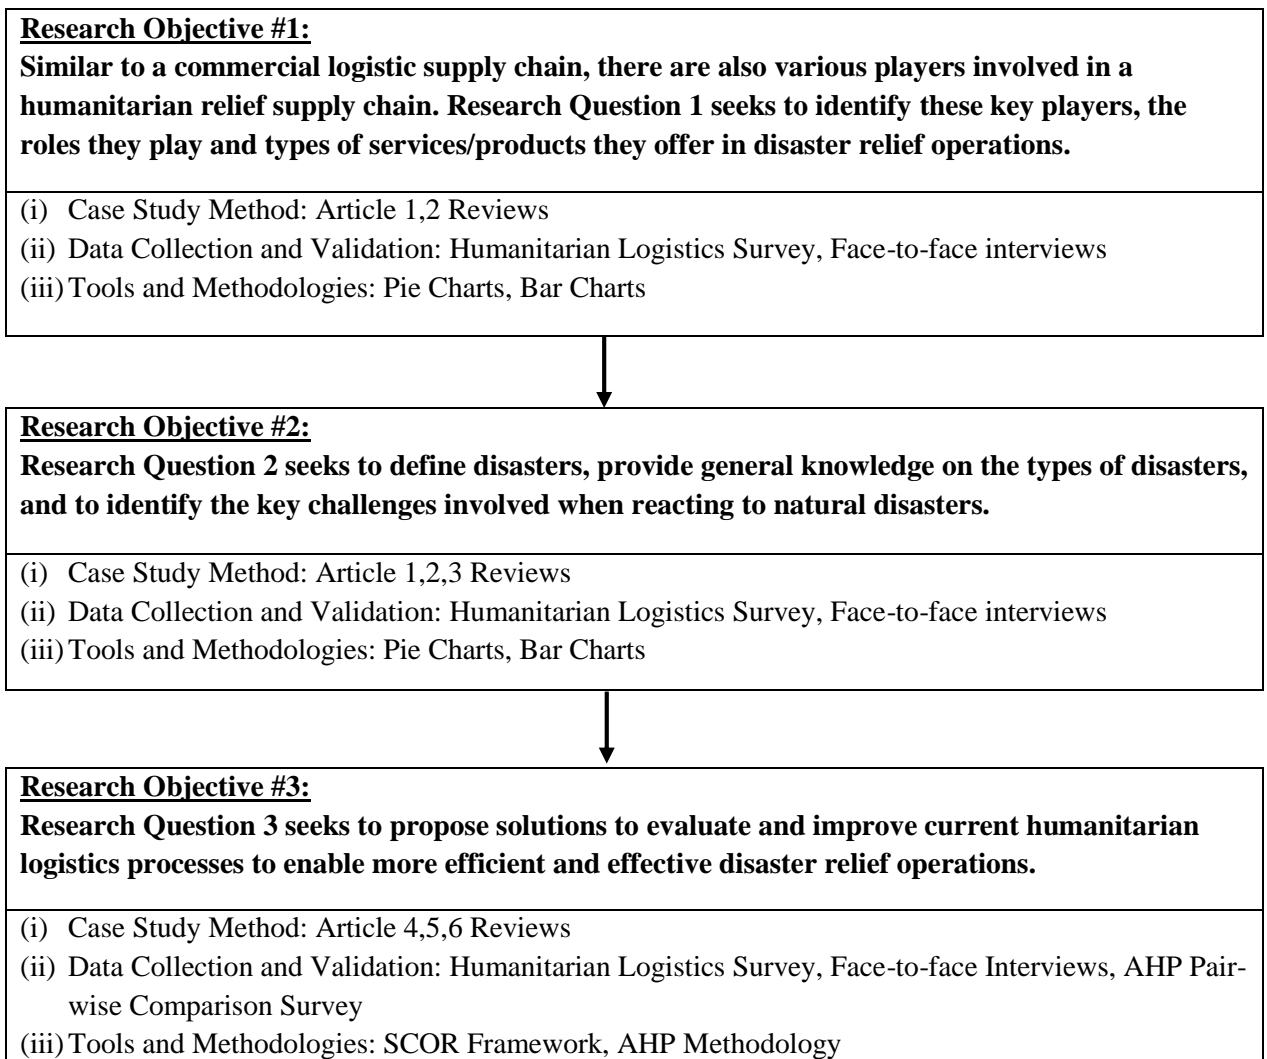 Research Objective #1:
Similar to a commercial logistic supply chain, there are also various players involved in a
humanitarian relief supply chain. Research Question 1 seeks to identify these key players, the
roles they play and types of services/products they offer in disaster relief operations.
(i) Case Study Method: Article 1,2 Reviews
(ii) Data Collection and Validation: Humanitarian Logistics Survey, Face-to-face interviews
(iii) Tools and Methodologies: Pie Charts, Bar Charts
Research Objective #2:
Research Question 2 seeks to define disasters, provide general knowledge on the types of disasters,
and to identify the key challenges involved when reacting to natural disasters.
(i) Case Study Method: Article 1,2,3 Reviews
(ii) Data Collection and Validation: Humanitarian Logistics Survey, Face-to-face interviews
(iii) Tools and Methodologies: Pie Charts, Bar Charts
Research Objective #3:
Research Question 3 seeks to propose solutions to evaluate and improve current humanitarian
logistics processes to enable more efficient and effective disaster relief operations.
(i) Case Study Method: Article 4,5,6 Reviews
(ii) Data Collection and Validation: Humanitarian Logistics Survey, Face-to-face Interviews, AHP Pair-
wise Comparison Survey
(iii) Tools and Methodologies: SCOR Framework, AHP Methodology